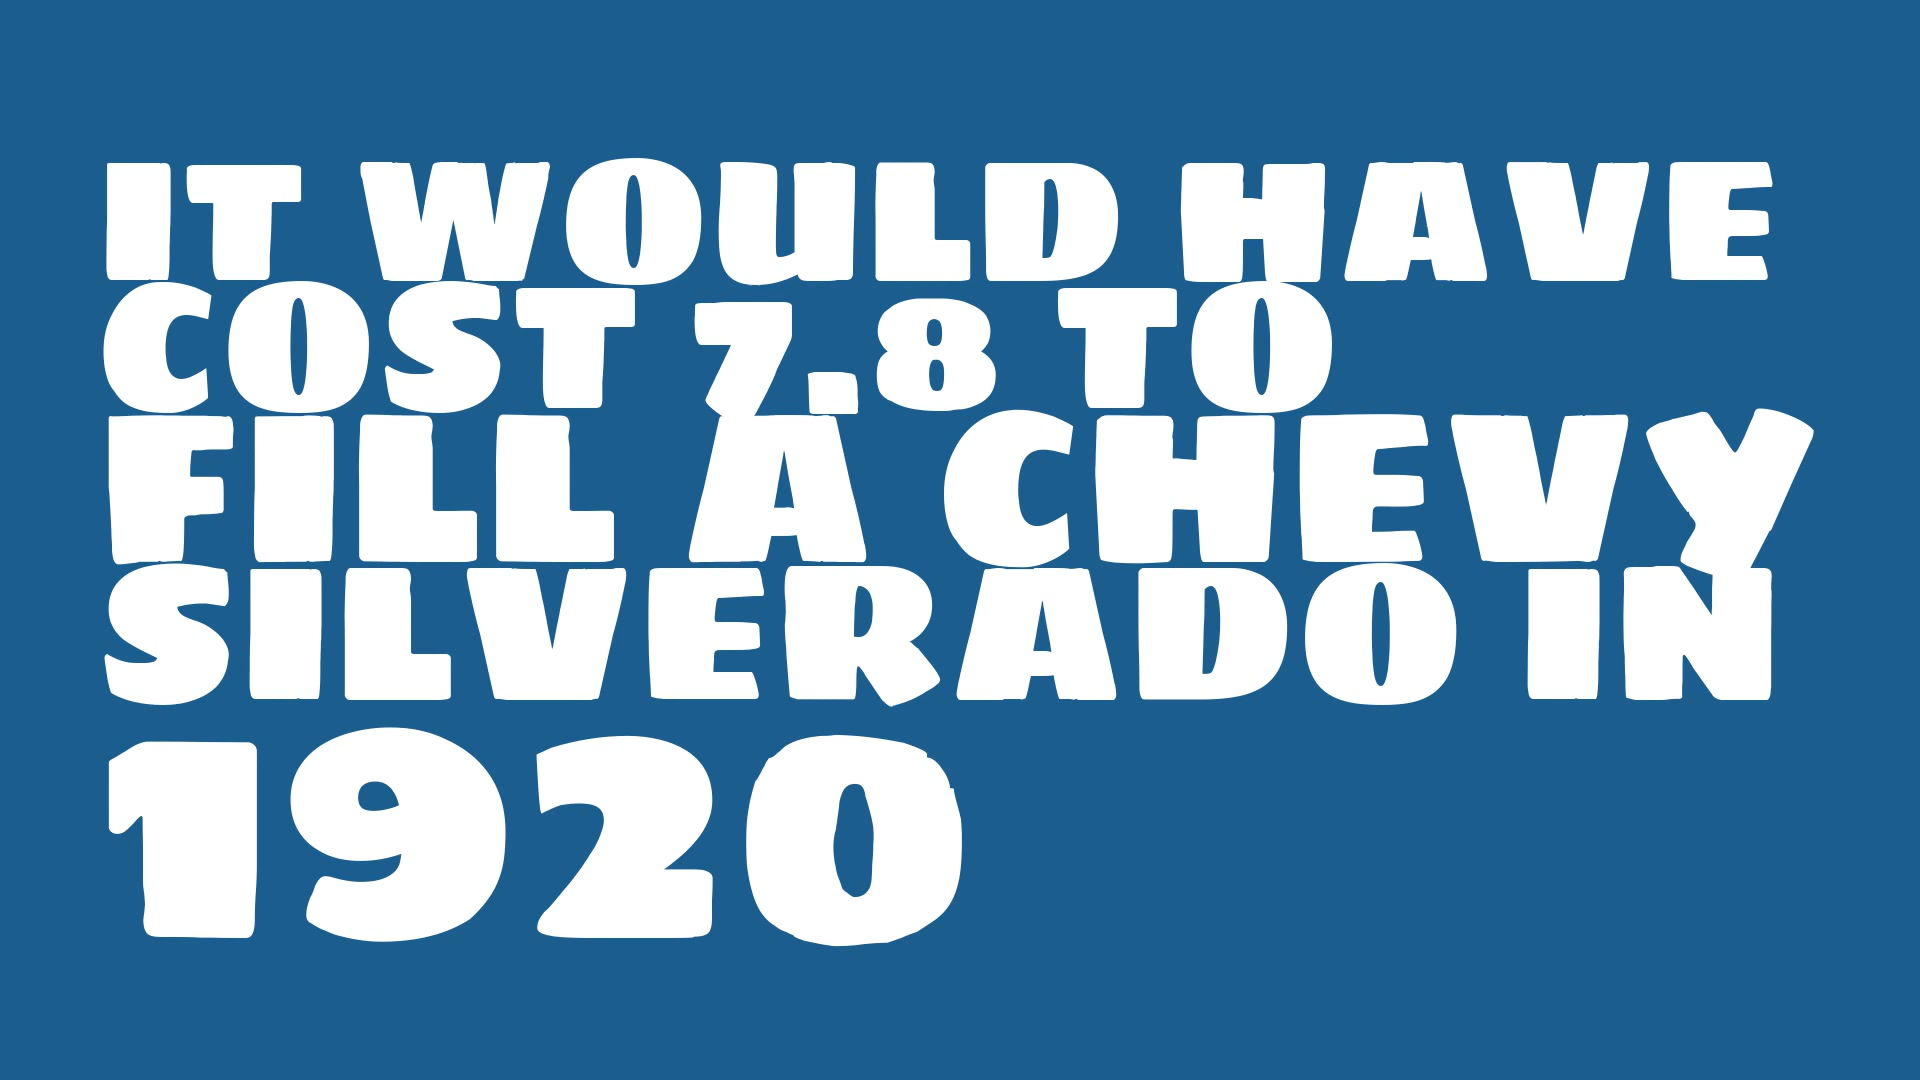 IT WOULD HAVE
COST 7.8 TO
FILL A CHEVY
SILVERADO IN
1920